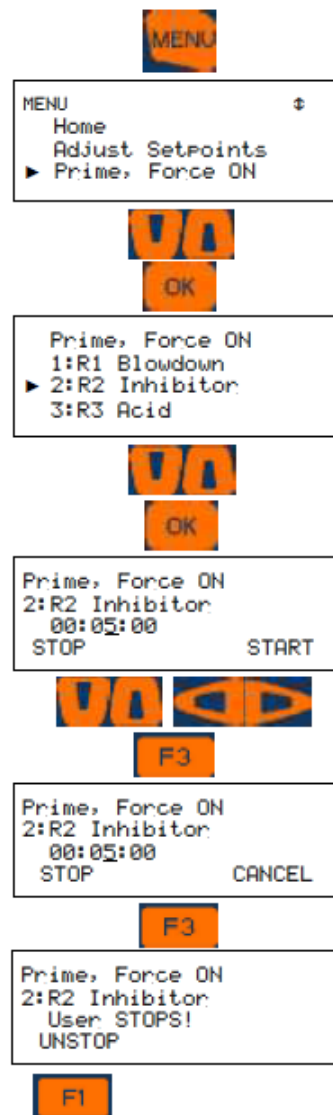 MENU
MENU
Home
Adjust Setpoints
Prime, Force ON
OK
Prime, Force ON
1:R1 Blowdown
2:R2 Inhibitor
3:R3 Acid
OK
Prime, Force ON
2:R2 Inhibitor
00:05:00
STOP START
F3
Prime, Force ON
2:R2 Inhibitor
00:05:00
STOP CANCEL
F3
Prime, Force ON
2:R2 Inhibitor
User STOPS!
UNSTOP
F1